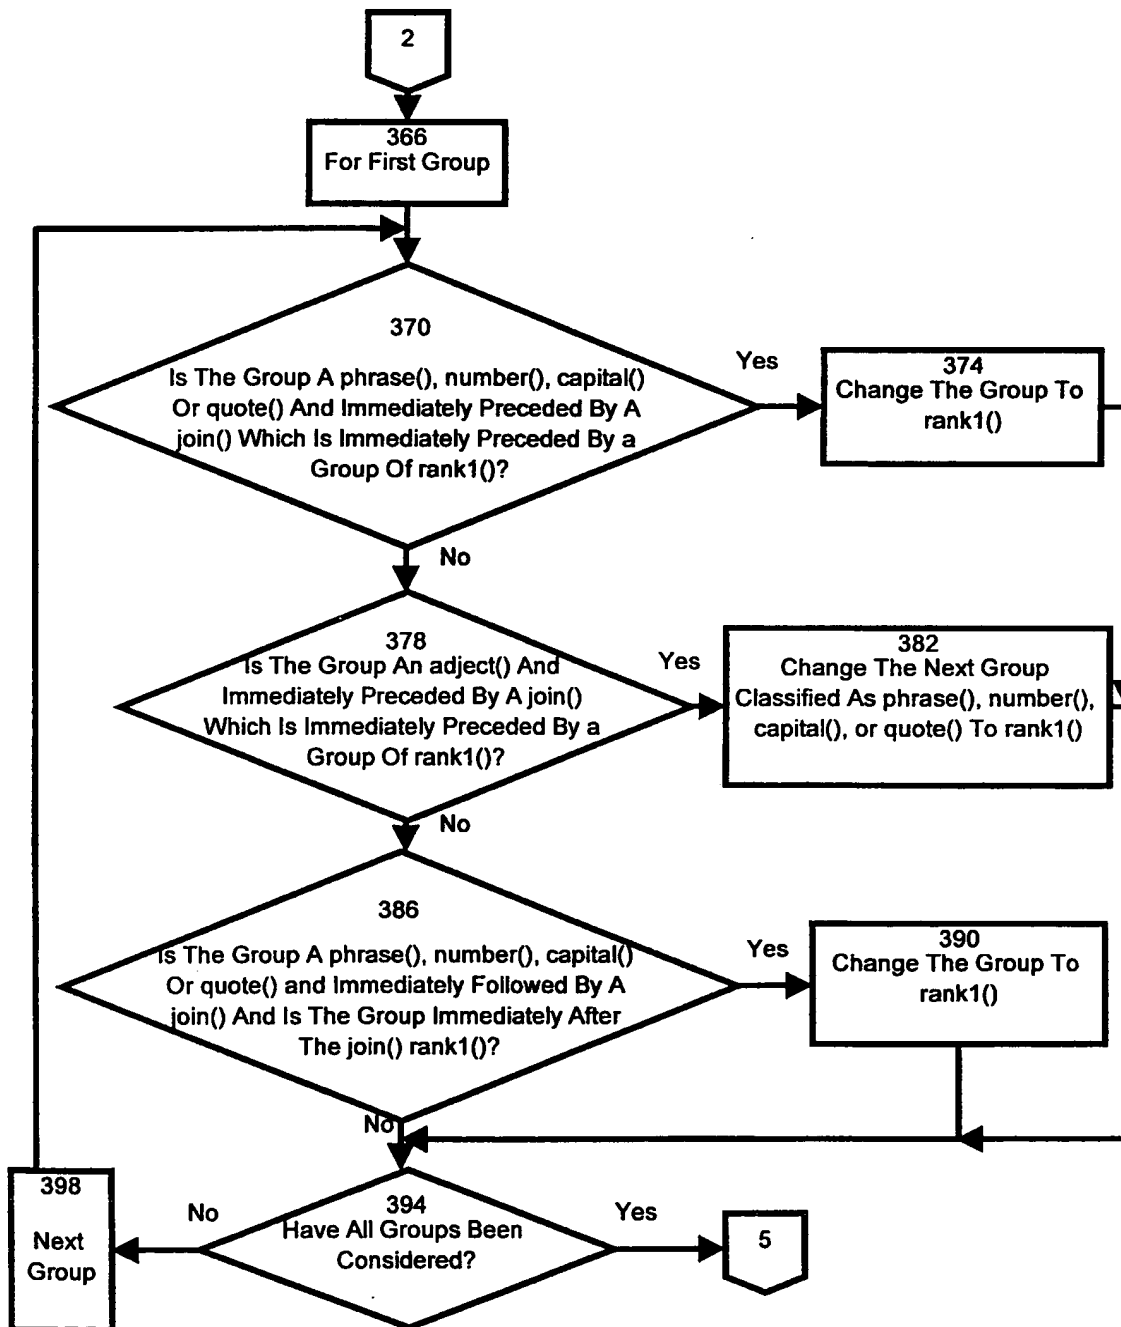 2
366
For First Group
370
Is The Group A phrase(), number(), capital()
Or quote() And Immediately Preceded By A
join() Which Is Immediately Preceded By a
Group Of rank1()?
Yes
374
Change The Group To
rank1()
No
378
Is The Group An adject() And
Immediately Preceded By A join()
Which Is Immediately Preceded By a
Group Of rank1()?
Yes
382
Change The Next Group
Classified As phrase(), number(),
capital(), or quote() To rank1()
No
386
Is The Group A phrase(), number(), capital()
Or quote() and Immediately Followed By A
join() And Is The Group Immediately After
The join() rank1()?
Yes
390
Change The Group To
rank1()
No
394
Have All Groups Been
Considered?
No
398
Next
Group
Yes
5